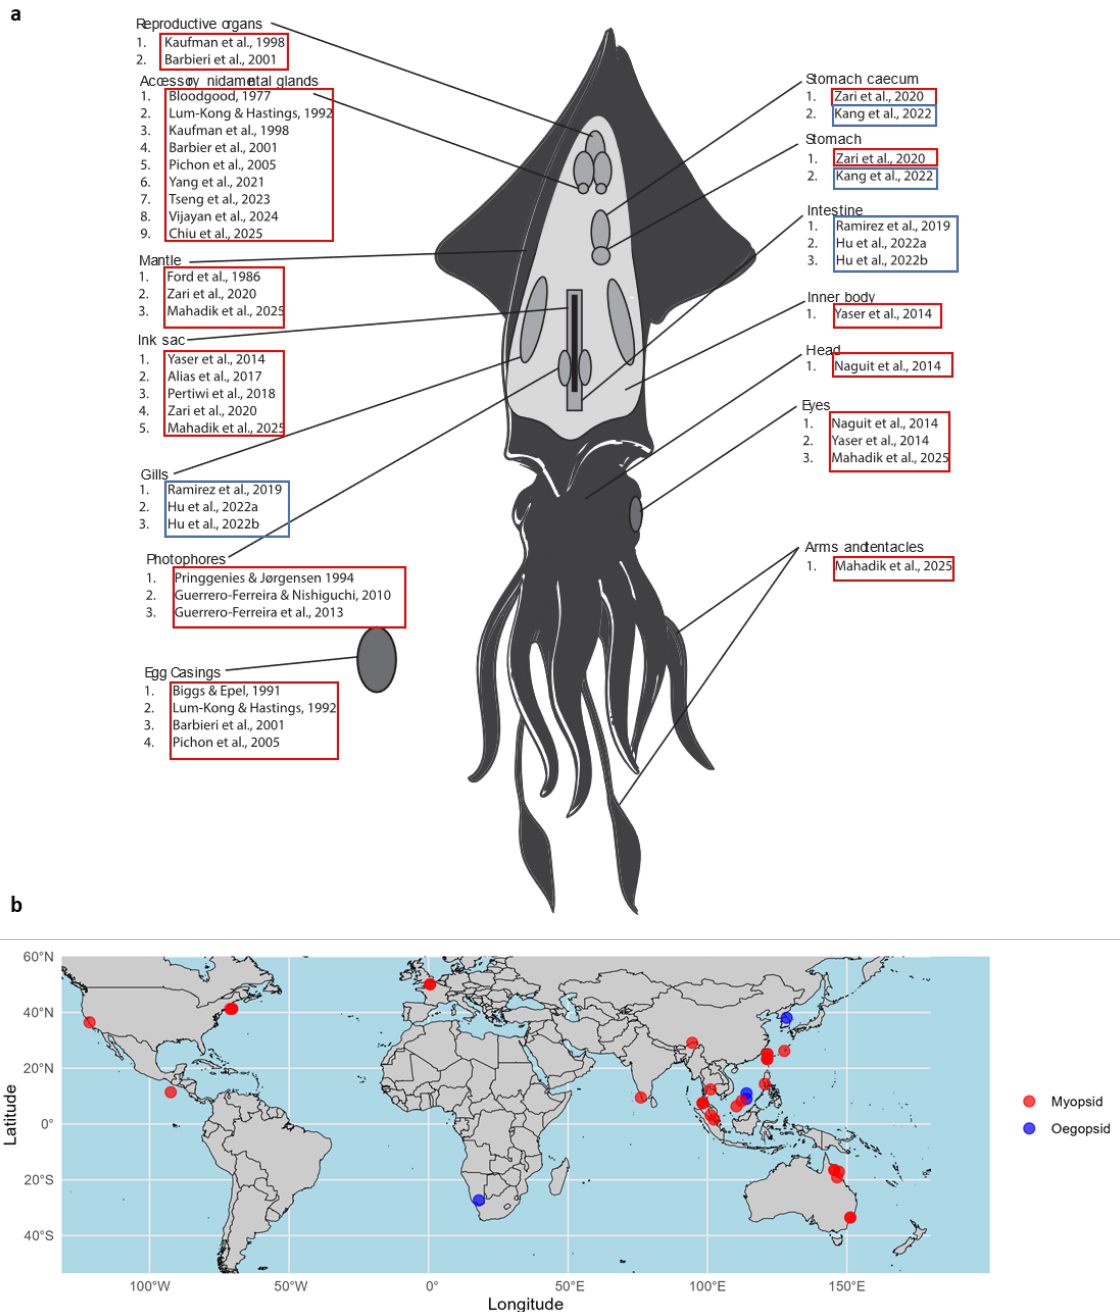 a
Reproductive organs
1. Kaufman et al., 1998
2. Barbieri et al., 2001
Accessory nidamental glands
1. Bloodgood, 1977
2. Lum-Kong & Hastings, 1992
3. Kaufman et al., 1998
4. Barbier et al., 2001
5. Pichon et al., 2005
6. Yang et al., 2021
7. Tseng et al., 2023
8. Vijayan et al., 2024
9. Chiu et al., 2025
Mantle
1. Ford et al., 1986
2. Zari et al., 2020
3. Mahadik et al., 2025
Ink sac
1. Yaser et al., 2014
2. Alias et al., 2017
3. Pertiwi et al., 2018
4. Zari et al., 2020
5. Mahadik et al., 2025
Gills
1. Ramirez et al., 2019
2. Hu et al., 2022a
3. Hu et al., 2022b
Photophores
1. Pringgenies & Jørgensen 1994
2. Guerrero-Ferreira & Nishiguchi, 2010
3. Guerrero-Ferreira et al., 2013
Egg Casings
1. Biggs & Epel, 1991
2. Lum-Kong & Hastings, 1992
3. Barbieri et al., 2001
4. Pichon et al., 2005
Stomach caecum
1. Zari et al., 2020
2. Kang et al., 2022
Stomach
1. Zari et al., 2020
2. Kang et al., 2022
Intestine
1. Ramirez et al., 2019
2. Hu et al., 2022a
3. Hu et al., 2022b
Inner body
1. Yaser et al., 2014
Head
1. Naguit et al., 2014
Eyes
1. Naguit et al., 2014
2. Yaser et al., 2014
3. Mahadik et al., 2025
Arms and tentacles
1. Mahadik et al., 2025
b
60°N
40°N
20°N
0°
20°S
40°S
Latitude
100°W
50°W
0°
50°E
100°E
150°E
Longitude
Myopsid
Oegopsid